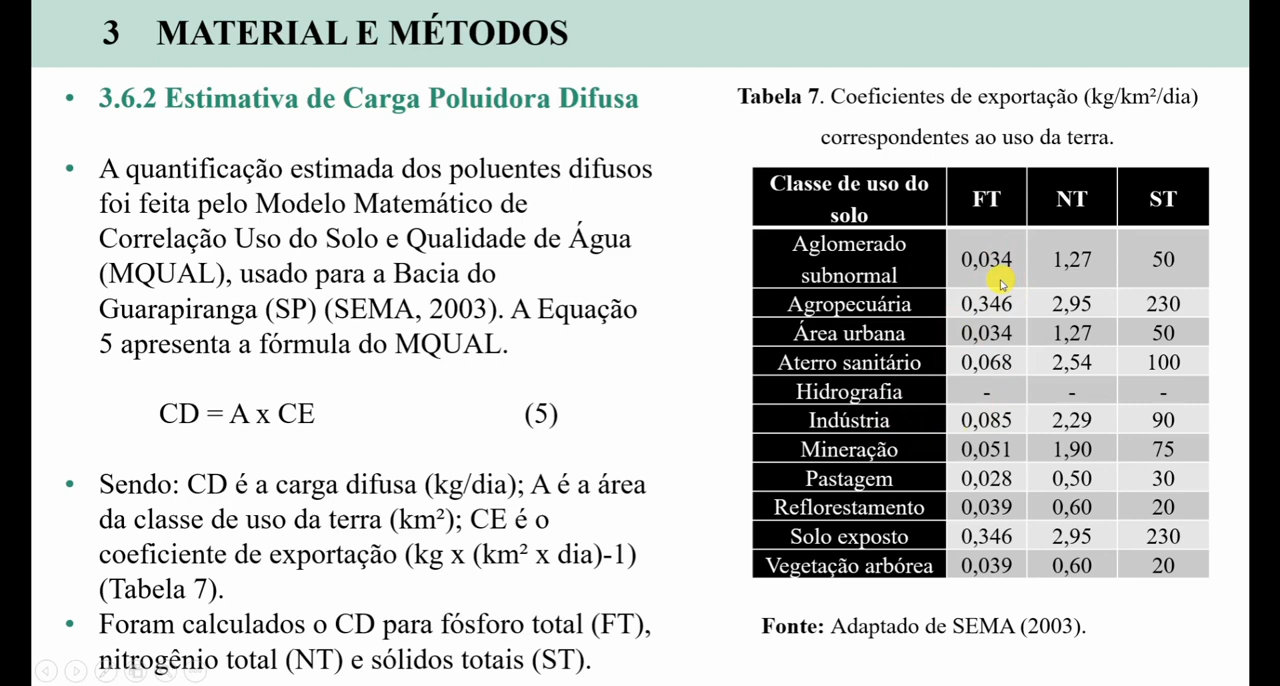 3 MATERIAL E MÉTODOS
• 3.6.2 Estimativa de Carga Poluidora Difusa
• A quantificação estimada dos poluentes difusos
foi feita pelo Modelo Matemático de
Correlação Uso do Solo e Qualidade de Água
(MQUAL), usado para a Bacia do
Guarapiranga (SP) (SEMA, 2003). A Equação
5 apresenta a fórmula do MQUAL.
CD = A x CE (5)
• Sendo: CD é a carga difusa (kg/dia); A é a área
da classe de uso da terra (km²); CE é o
coeficiente de exportação (kg x (km² x dia)-1)
(Tabela 7).
• Foram calculados o CD para fósforo total (FT),
nitrogênio total (NT) e sólidos totais (ST).
Tabela 7. Coeficientes de exportação (kg/km²/dia)
correspondentes ao uso da terra.
Classe de uso do
solo FT NT ST
Aglomerado
subnormal 0,034 1,27 50
Agropecuária 0,346 2,95 230
Área urbana 0,034 1,27 50
Aterro sanitário 0,068 2,54 100
Hidrografia - - -
Indústria 0,085 2,29 90
Mineração 0,051 1,90 75
Pastagem 0,028 0,50 30
Reflorestamento 0,039 0,60 20
Solo exposto 0,346 2,95 230
Vegetação arbórea 0,039 0,60 20
Fonte: Adaptado de SEMA (2003).